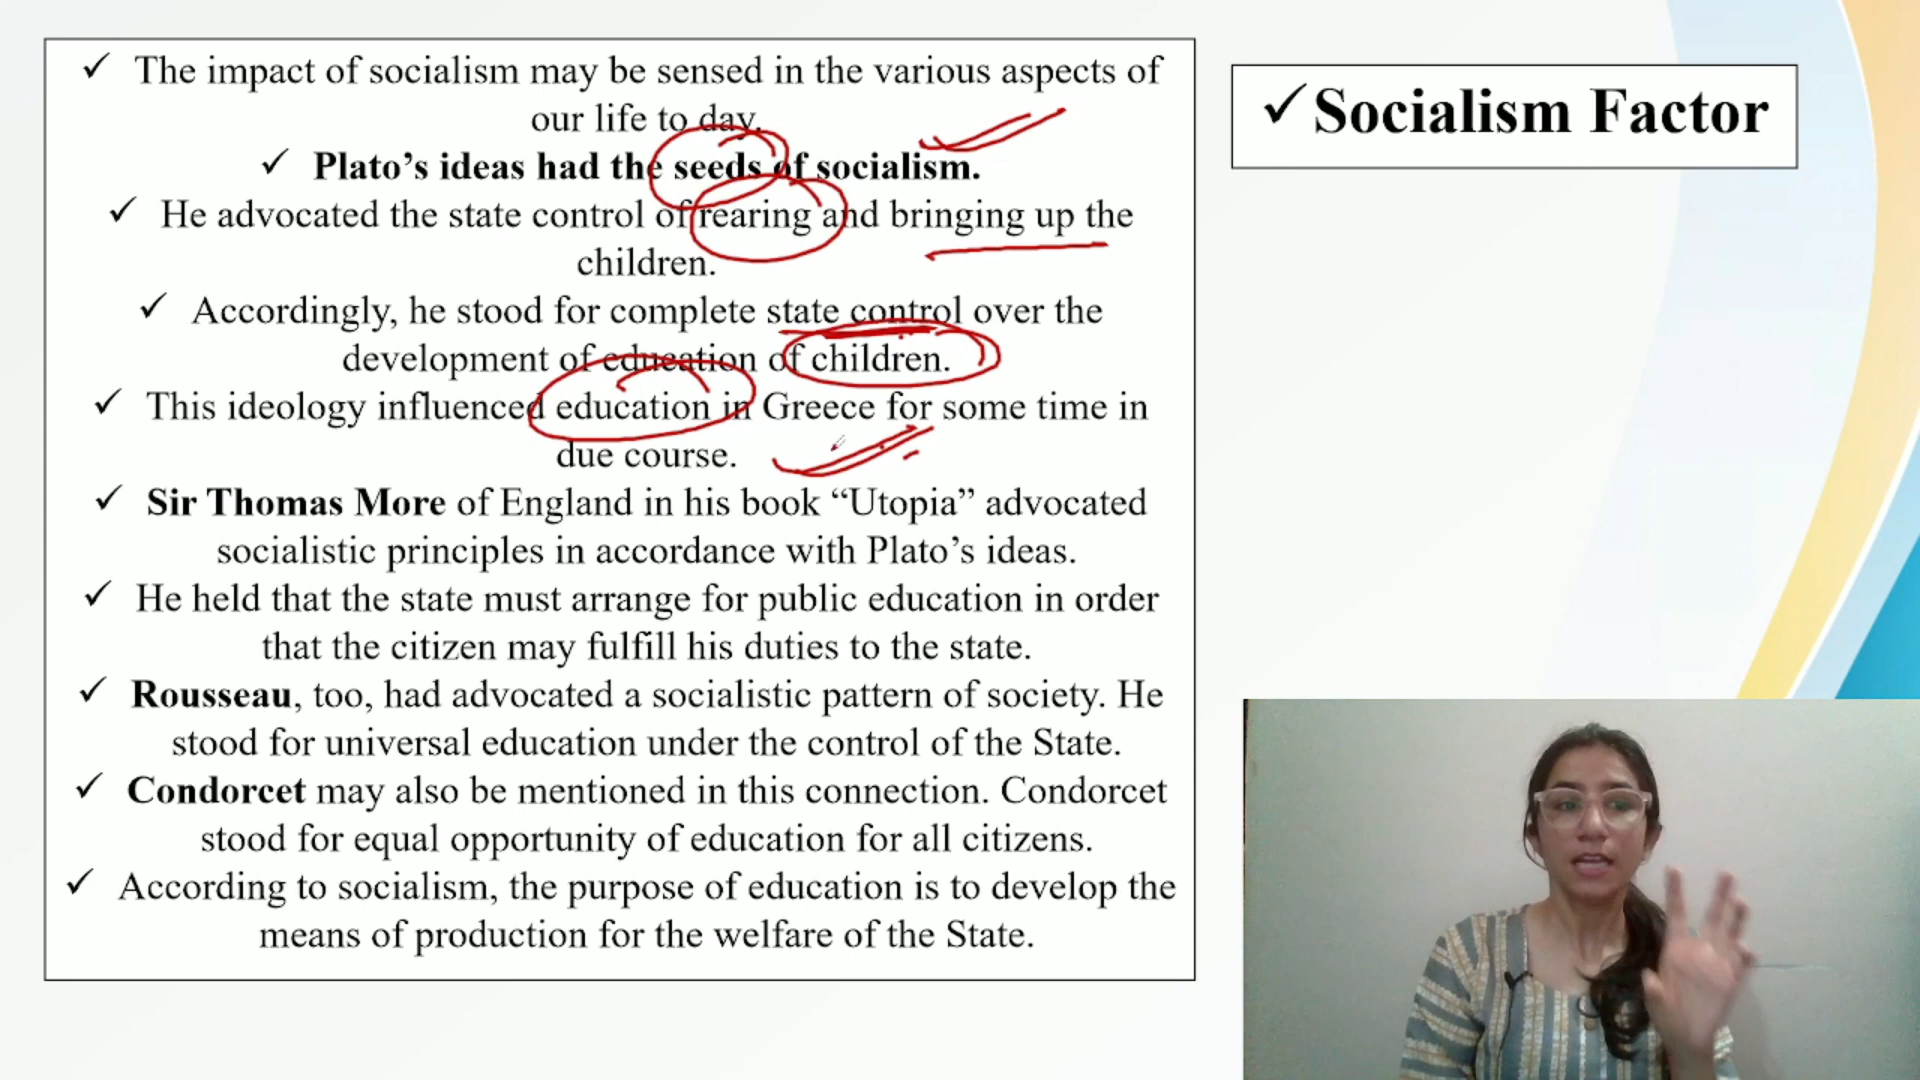 ✓ The impact of socialism may be sensed in the various aspects of
our life to day.
✓ Plato’s ideas had the seeds of socialism.
✓ He advocated the state control of rearing and bringing up the
children.
✓ Accordingly, he stood for complete state control over the
development of education of children.
✓ This ideology influenced education in Greece for some time in
due course.
✓ Sir Thomas More of England in his book “Utopia” advocated
socialistic principles in accordance with Plato’s ideas.
✓ He held that the state must arrange for public education in order
that the citizen may fulfill his duties to the state.
✓ Rousseau, too, had advocated a socialistic pattern of society. He
stood for universal education under the control of the State.
✓ Condorcet may also be mentioned in this connection. Condorcet
stood for equal opportunity of education for all citizens.
✓ According to socialism, the purpose of education is to develop the
means of production for the welfare of the State.
✓ Socialism Factor